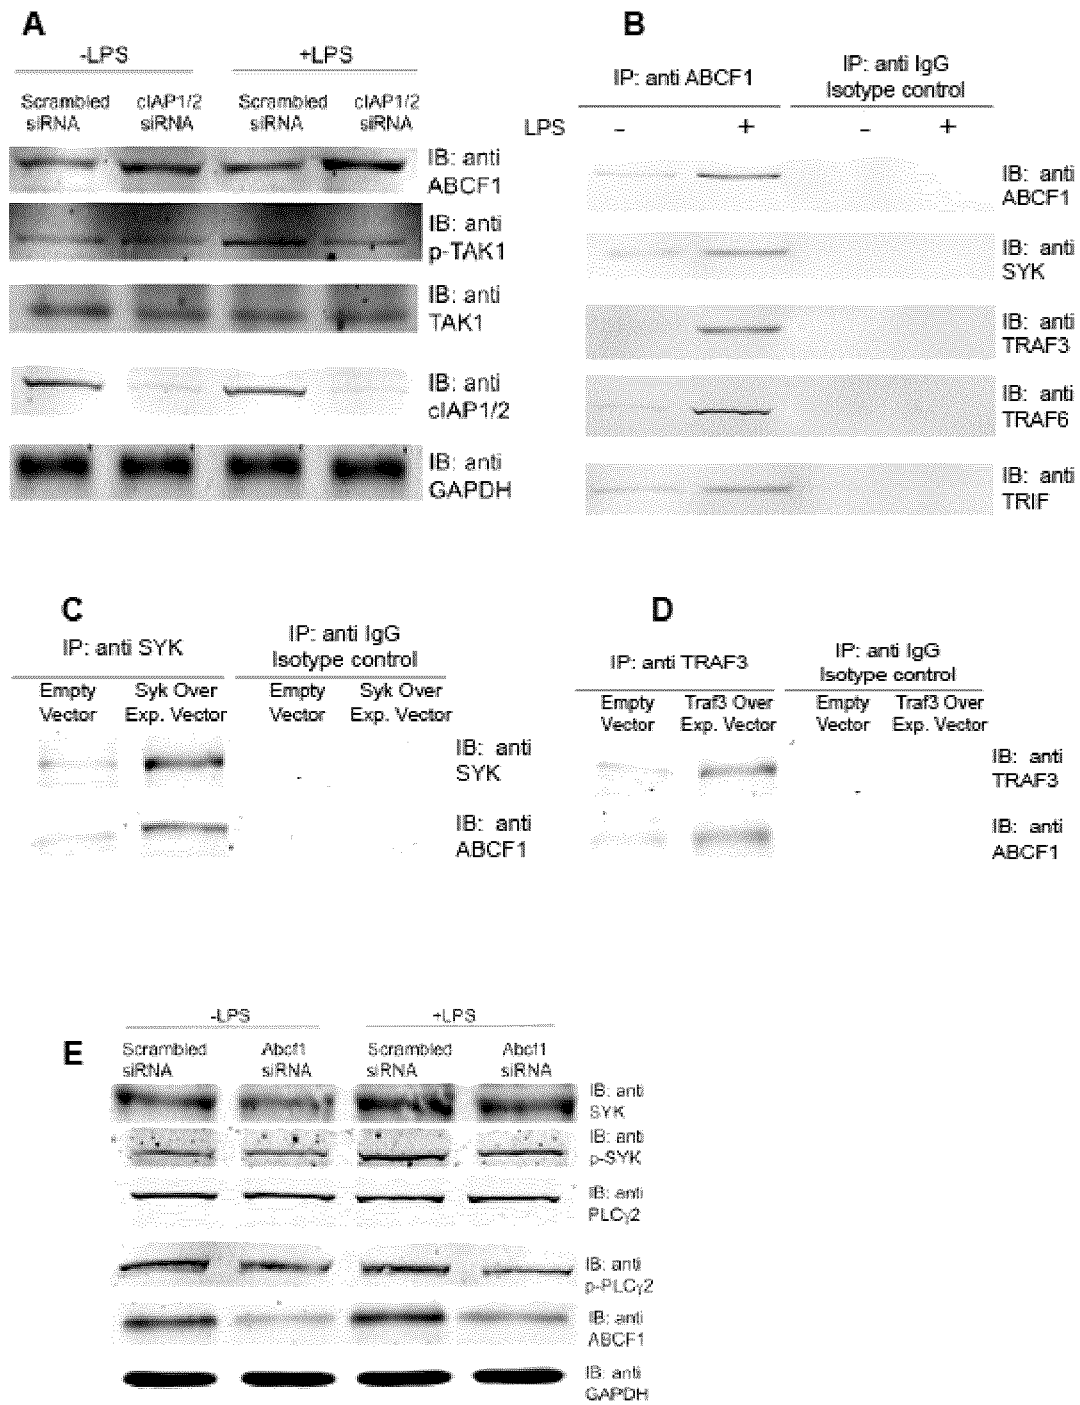 A
-LPS
+LPS
Scrambled siRNA
cIAP1/2 siRNA
Scrambled siRNA
cIAP1/2 siRNA
IB: anti
ABCF1
IB: anti
p-TAK1
IB: anti
TAK1
IB: anti
cIAP1/2
IB: anti
GAPDH
B
IP: anti ABCF1
IP: anti IgG
Isotype control
LPS - + - +
IB: anti
ABCF1
IB: anti
SYK
IB: anti
TRAF3
IB: anti
TRAF6
IB: anti
TRIF
C
IP: anti SYK
IP: anti IgG
Isotype control
Empty Vector
Syk Over Exp. Vector
Empty Vector
Syk Over Exp. Vector
IB: anti
SYK
IB: anti
ABCF1
D
IP: anti TRAF3
IP: anti IgG
Isotype control
Empty Vector
Traf3 Over Exp. Vector
Empty Vector
Traf3 Over Exp. Vector
IB: anti
TRAF3
IB: anti
ABCF1
E
-LPS
+LPS
Scrambled siRNA
Abcf1 siRNA
Scrambled siRNA
Abcf1 siRNA
IB: anti
SYK
IB: anti
p-SYK
IB: anti
PLCγ2
IB: anti
p-PLCγ2
IB: anti
ABCF1
IB: anti
GAPDH